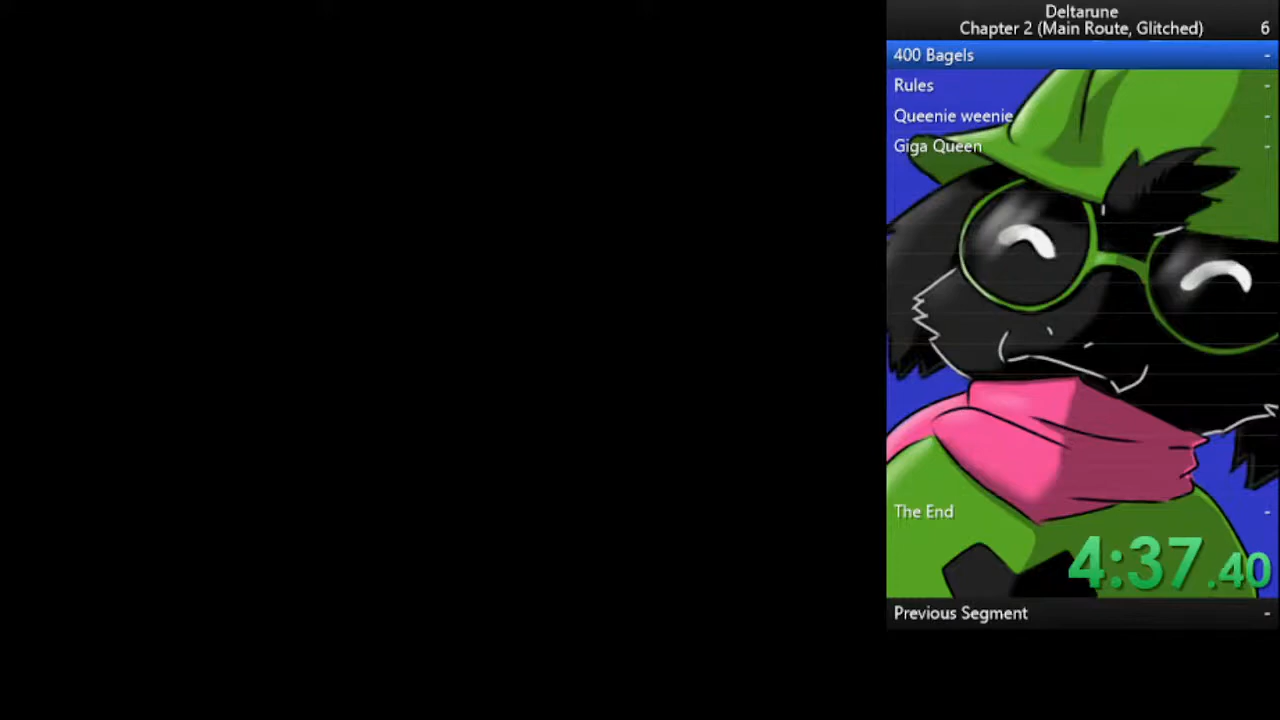 Deltarune
Chapter 2 (Main Route, Glitched) 6
400 Bagels -
Rules -
Queenie weenie -
Giga Queen -
The End -
4:37.40
Previous Segment -